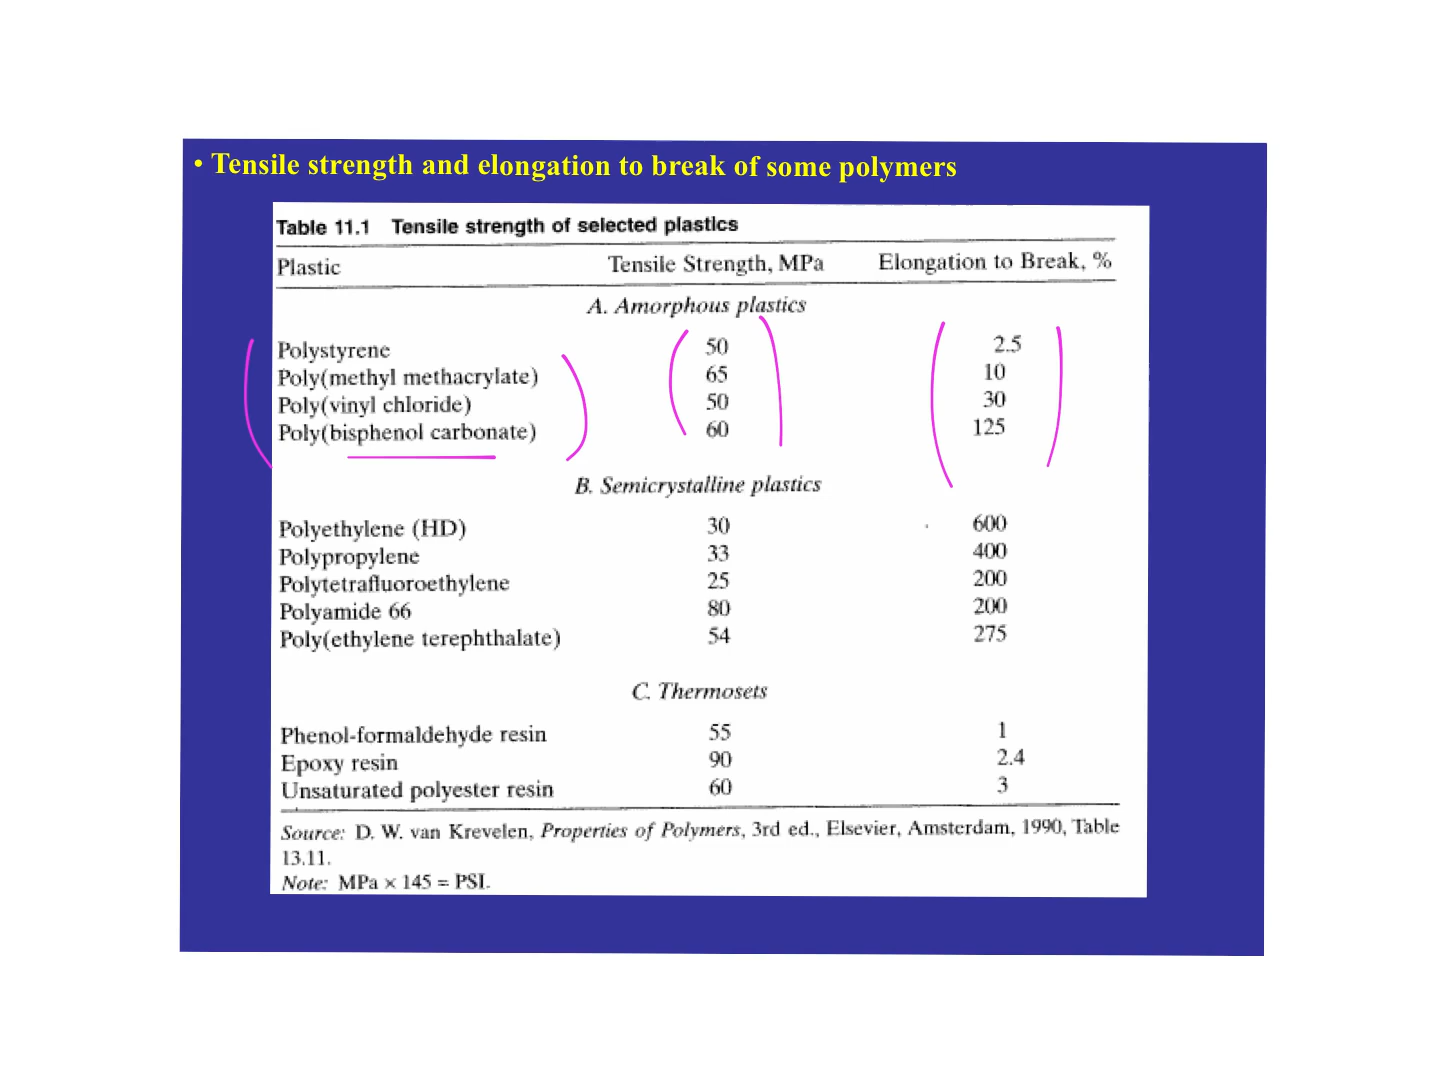 • Tensile strength and elongation to break of some polymers
Table 11.1 Tensile strength of selected plastics
Plastic Tensile Strength, MPa Elongation to Break, %
A. Amorphous plastics
Polystyrene 50 2.5
Poly(methyl methacrylate) 65 10
Poly(vinyl chloride) 50 30
Poly(bisphenol carbonate) 60 125
B. Semicrystalline plastics
Polyethylene (HD) 30 600
Polypropylene 33 400
Polytetrafluoroethylene 25 200
Polyamide 66 80 200
Poly(ethylene terephthalate) 54 275
C. Thermosets
Phenol-formaldehyde resin 55 1
Epoxy resin 90 2.4
Unsaturated polyester resin 60 3
Source: D. W. van Krevelen, Properties of Polymers, 3rd ed., Elsevier, Amsterdam, 1990, Table
13.11.
Note: MPa × 145 = PSI.